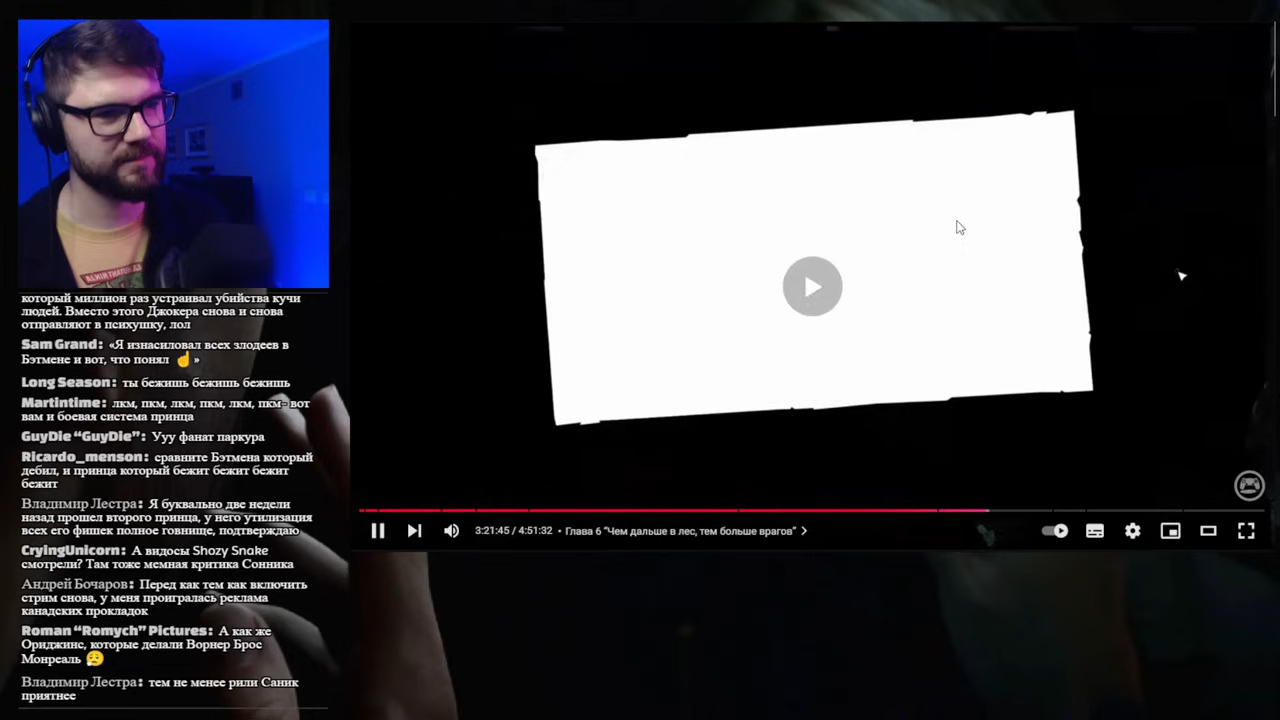 который миллион раз устраивал убийства кучи
людей. Вместо этого Джокера снова и снова
отправляют в психушку, лол
Sam Grand: «Я изнасиловал всех злодеев в
Бэтмене и вот, что понял ☝»
Long Season: ты бежишь бежишь бежишь
Martintime: лкм, пкм, лкм, пкм, лкм, пкм- вот
вам и боевая система принца
GuyDie "GuyDie": Ууу фанат паркура
Ricardo_menson: сравните Бэтмена который
дебил, и принца который бежит бежит бежит
бежит
Владимир Лестра: Я буквально две недели
назад прошел второго принца, у него утилизация
всех его фишек полное говнище, подтверждаю
CryingUnicorn: А видосы Shozy Snake
смотрели? Там тоже мемная критика Сонника
Андрей Бочаров: Перед как тем как включить
стрим снова, у меня проигралась реклама
канадских прокладок
Roman "Romych" Pictures: А как же
Ориджинс, которые делали Ворнер Брос
Монреаль 😥
Владимир Лестра: тем не менее рили Саник
приятнее
3:21:45 / 4:51:32 • Глава 6 "Чем дальше в лес, тем больше врагов"